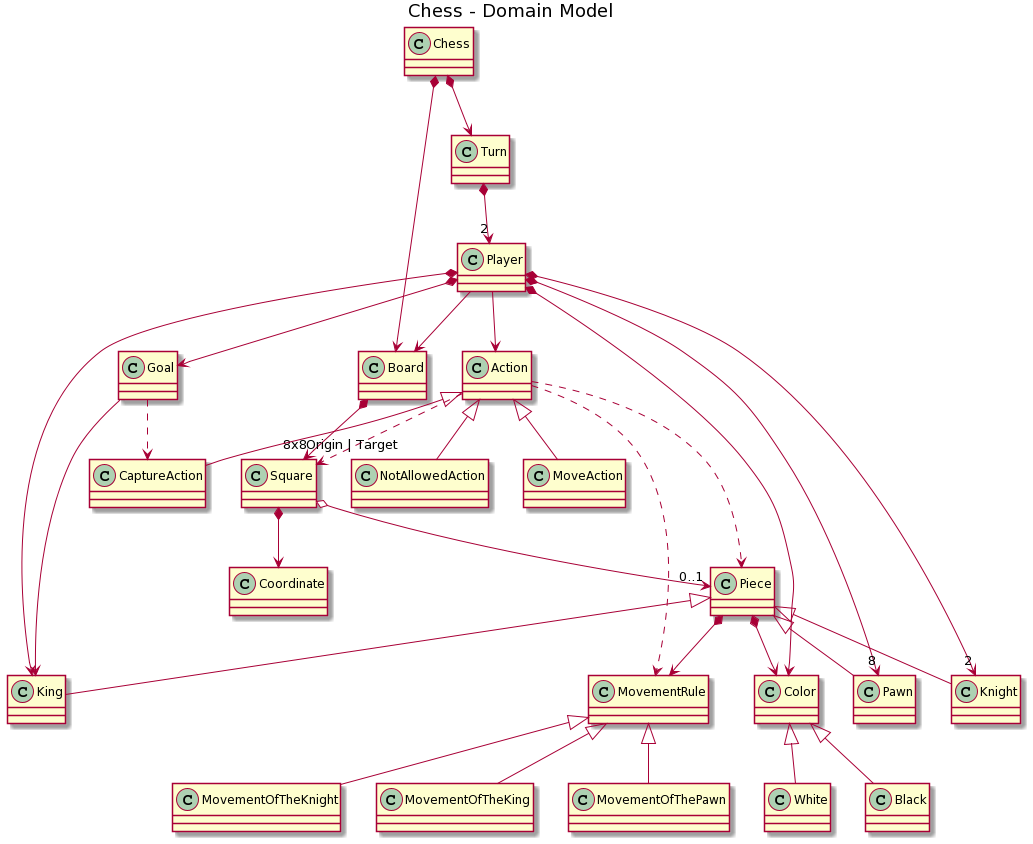 Chess - Domain Model
C Chess
C Turn
2
C Player
C Goal
C Board
C Action
8x8
Origin | Target
C CaptureAction
C Square
C NotAllowedAction
C MoveAction
C Coordinate
0..1
C Piece
8
2
C King
C MovementRule
C Color
C Pawn
C Knight
C MovementOfTheKnight
C MovementOfTheKing
C MovementOfThePawn
C White
C Black